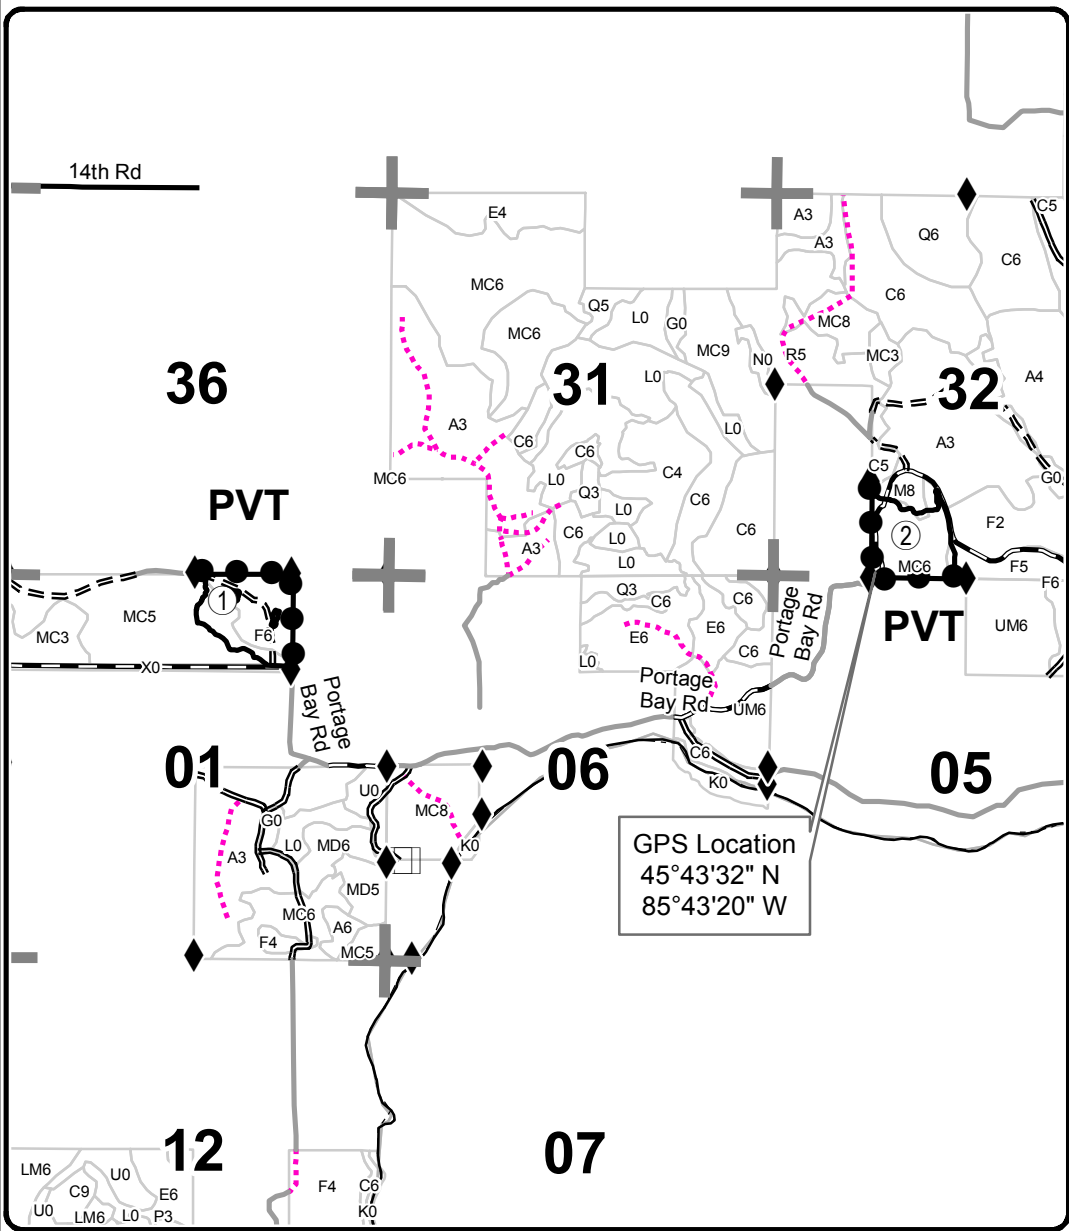 14th Rd
C5
E4
A3
A3
Q6
C6
MC6
C6
Q5
L0
G0
MC8
MC6
MC9
N0
R5
MC3
36
31
L0
32
A4
A3
C6
L0
A3
C6
C5
MC6
L0
C4
G0
PVT
Q3
C6
M8
L0
F2
C6
C6
2
A3
L0
L0
MC6
F5
F6
1
Q3
C6
C6
Portage
Bay Rd
PVT
MC5
MC3
F6
E6
E6
UM6
X0
L0
C6
Portage
Bay Rd
Portage
Bay Rd
UM6
01
06
C6
K0
05
U0
MC8
G0
A3
L0
MD6
K0
GPS Location
45°43'32" N
85°43'20" W
MD5
MC6
A6
F4
MC5
12
07
LM6
U0
C9
E6
F4
C6
U0
LM6
L0
P3
K0